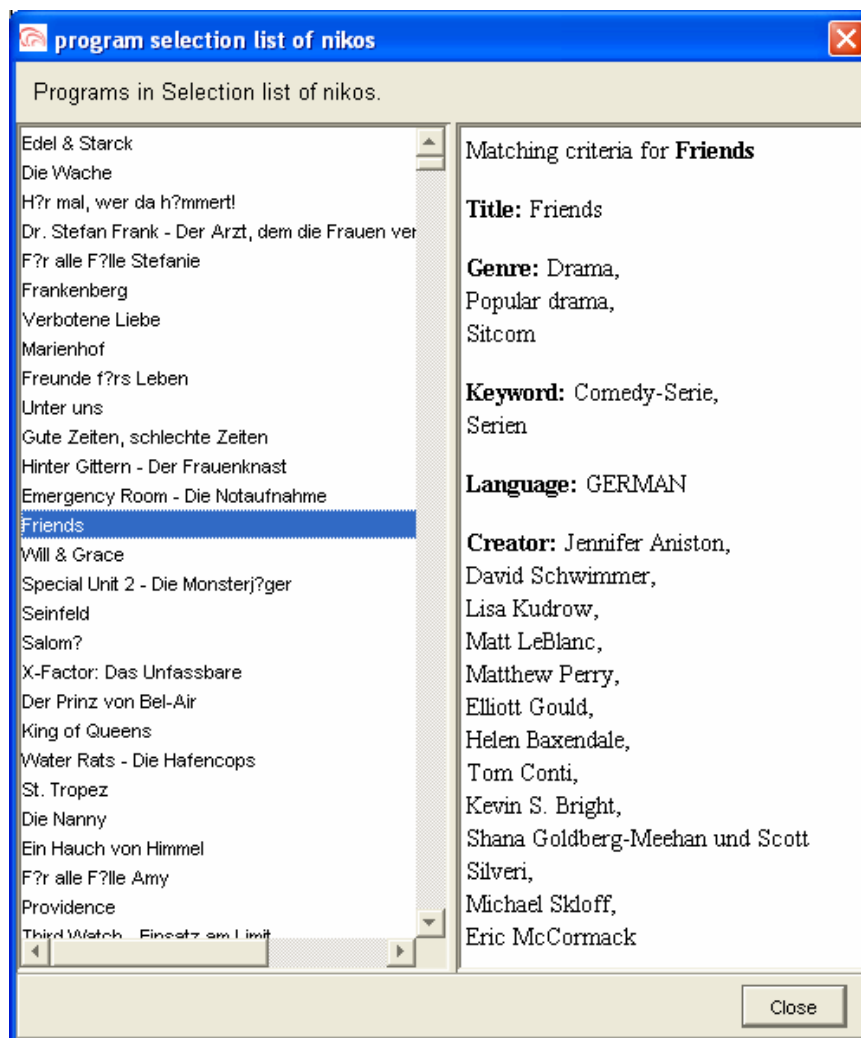 program selection list of nikos
Programs in Selection list of nikos.
Edel & Starck
Die Wache
H?r mal, wer da h?mmert!
Dr. Stefan Frank - Der Arzt, dem die Frauen ver
F?r alle F?lle Stefanie
Frankenberg
Verbotene Liebe
Marienhof
Freunde f?rs Leben
Unter uns
Gute Zeiten, schlechte Zeiten
Hinter Gittern - Der Frauenknast
Emergency Room - Die Notaufnahme
Friends
Will & Grace
Special Unit 2 - Die Monsterj?ger
Seinfeld
Salom?
X-Factor: Das Unfassbare
Der Prinz von Bel-Air
King of Queens
Water Rats - Die Hafencops
St. Tropez
Die Nanny
Ein Hauch von Himmel
F?r alle F?lle Amy
Providence
Third Watch - Einsatz am Limit
Matching criteria for Friends
Title: Friends
Genre: Drama,
Popular drama,
Sitcom
Keyword: Comedy-Serie,
Serien
Language: GERMAN
Creator: Jennifer Aniston,
David Schwimmer,
Lisa Kudrow,
Matt LeBlanc,
Matthew Perry,
Elliott Gould,
Helen Baxendale,
Tom Conti,
Kevin S. Bright,
Shana Goldberg-Meehan und Scott
Silveri,
Michael Skloff,
Eric McCormack
Close